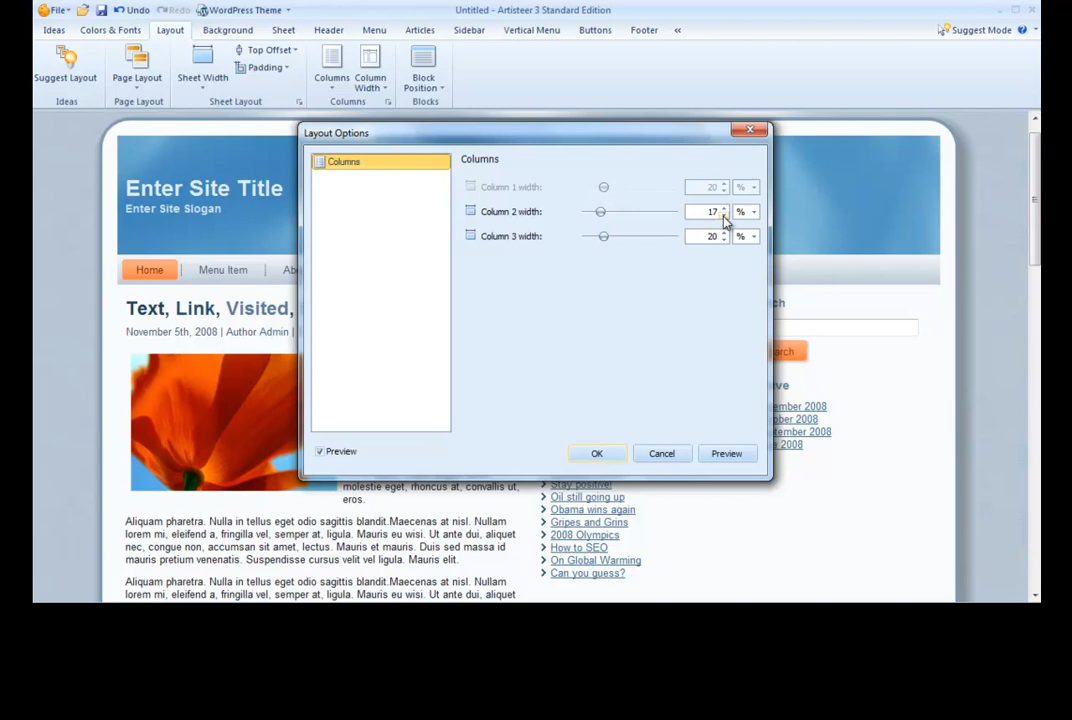 File Undo Redo WordPress Theme Untitled - Artisteer 3 Standard Edition
Ideas Colors & Fonts Layout Background Sheet Header Menu Articles Sidebar Vertical Menu Buttons Footer « Suggest Mode ?
Suggest Layout Page Layout Sheet Width Top Offset Padding Columns Column Width Block Position
Ideas Page Layout Sheet Layout Columns Blocks
Layout Options
Columns
Columns
Column 1 width: 20 %
Column 2 width: 17 %
Column 3 width: 20 %
Preview OK Cancel Preview
Enter Site Title
Enter Site Slogan
Home Menu Item
Text, Link, Visited,
November 5th, 2008 | Author Admin |
molestie eget, rhoncus at, convallis ut,
eros.
Aliquam pharetra. Nulla in tellus eget odio sagittis blandit.Maecenas at nisl. Nullam
lorem mi, eleifend a, fringilla vel, semper at, ligula. Mauris eu wisi. Ut ante dui, aliquet
nec, congue non, accumsan sit amet, lectus. Mauris et mauris. Duis sed massa id
mauris pretium venenatis. Suspendisse cursus velit vel ligula. Mauris elit.
Aliquam pharetra. Nulla in tellus eget odio sagittis blandit.Maecenas at nisl. Nullam
lorem mi, eleifend a, fringilla vel, semper at, ligula. Mauris eu wisi. Ut ante dui, aliquet
Stay positive!
Oil still going up
Obama wins again
Gripes and Grins
2008 Olympics
How to SEO
On Global Warming
Can you guess?
ch
arch
ve
ember 2008
ober 2008
tember 2008
e 2008